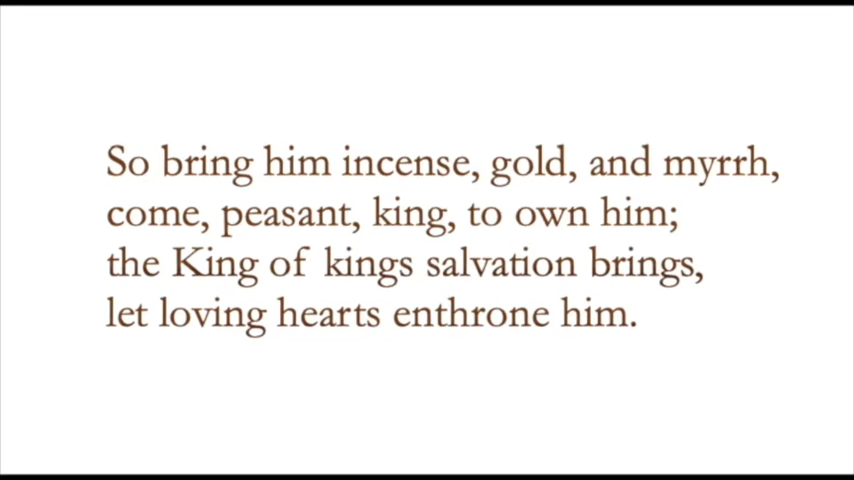 So bring him incense, gold, and myrrh,
come, peasant, king, to own him;
the King of kings salvation brings,
let loving hearts enthrone him.